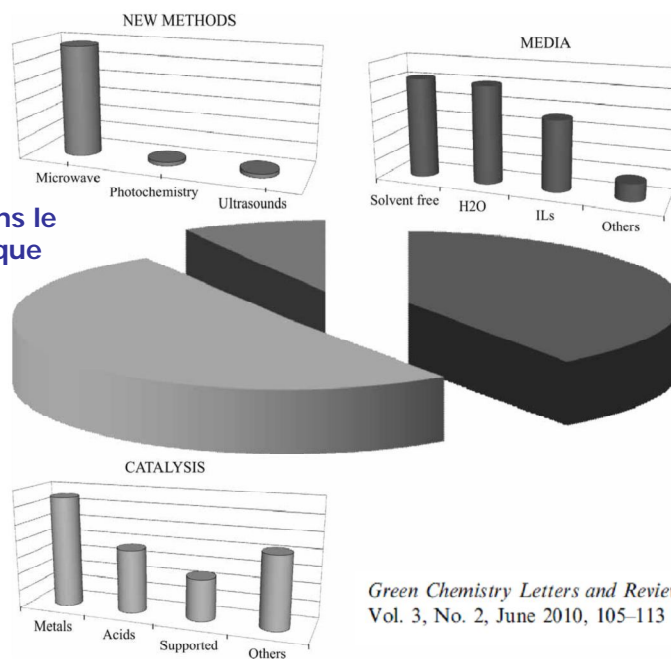 NEW METHODS
Microwave
Photochemistry
Ultrasounds
MEDIA
Solvent free
H2O
ILs
Others
ns le
que
CATALYSIS
Metals
Acids
Supported
Others
Green Chemistry Letters and Revie
Vol. 3, No. 2, June 2010, 105–113